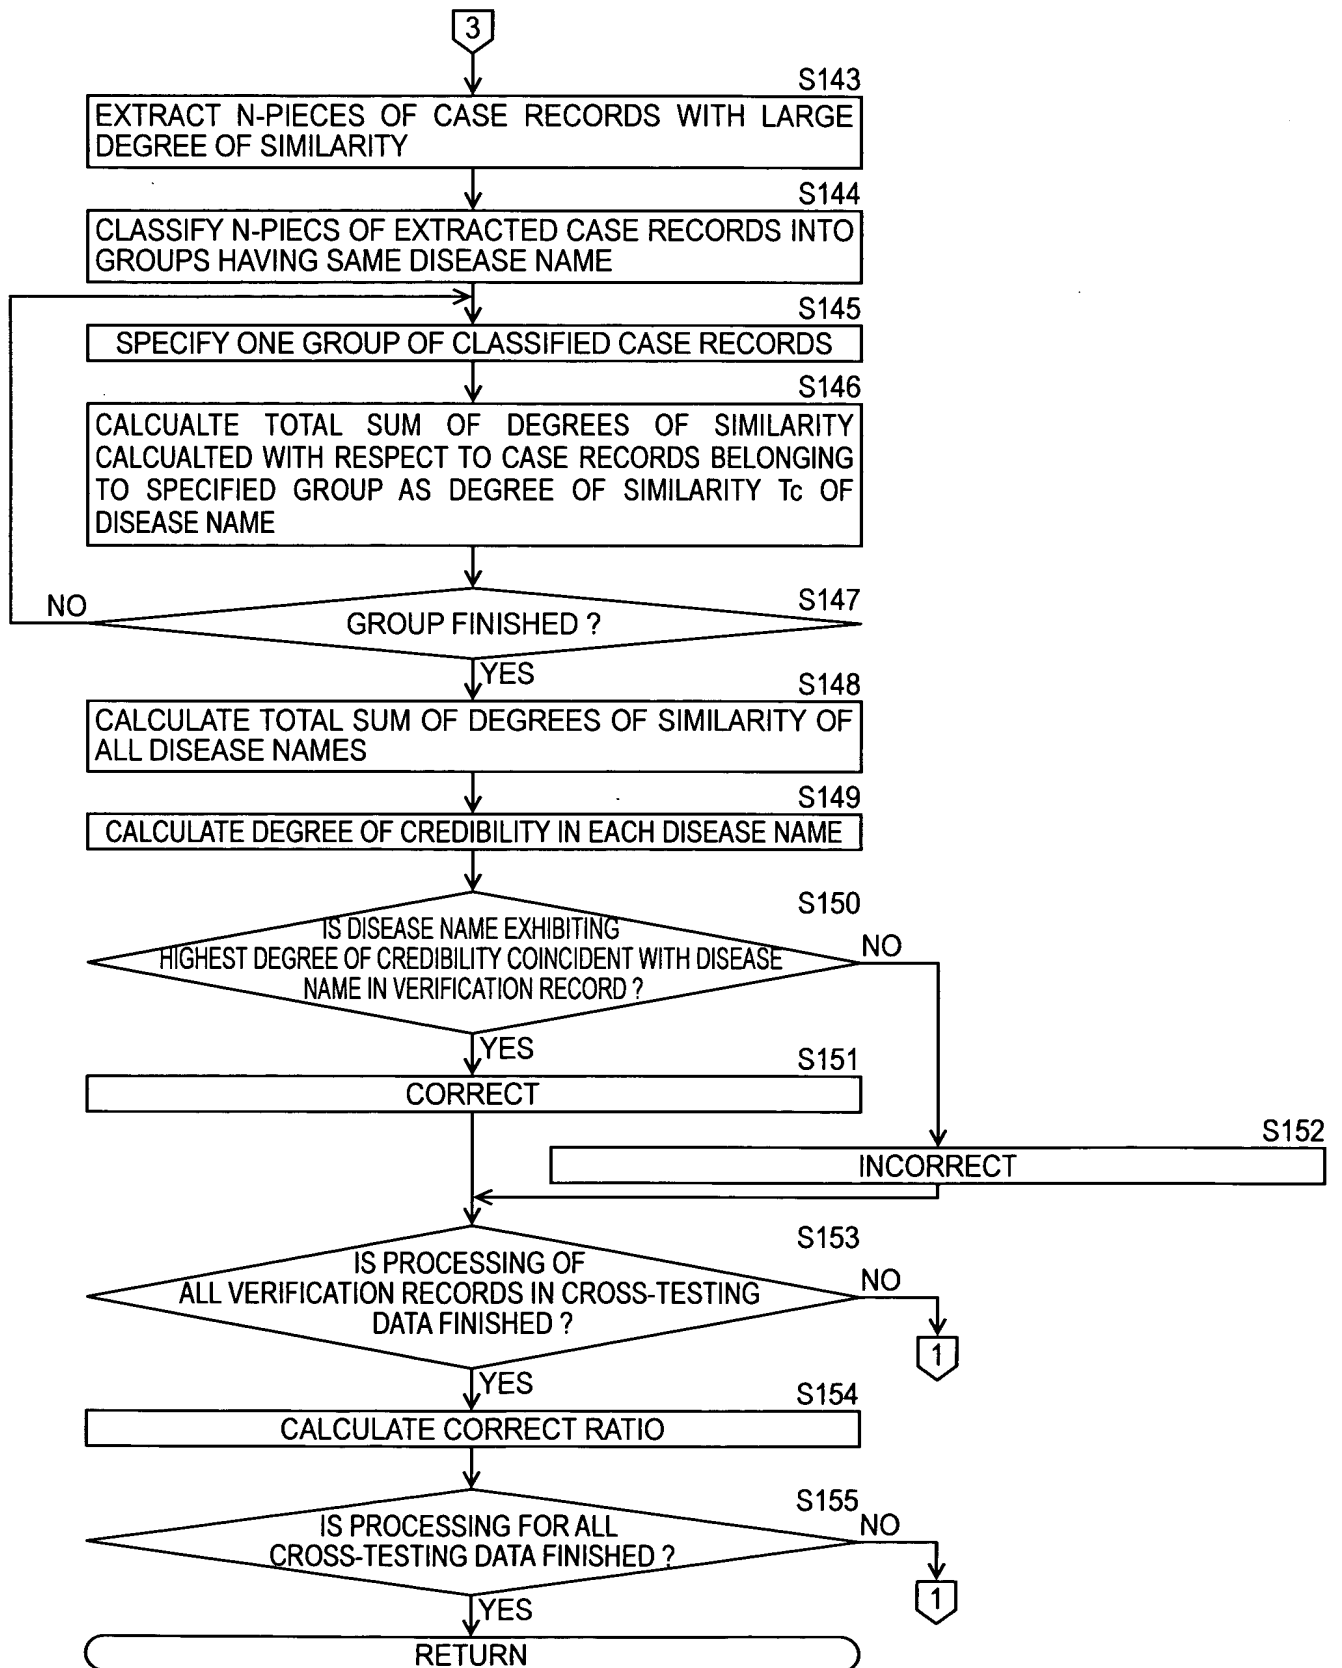 3
S143
EXTRACT N-PIECES OF CASE RECORDS WITH LARGE
DEGREE OF SIMILARITY
S144
CLASSIFY N-PIECS OF EXTRACTED CASE RECORDS INTO
GROUPS HAVING SAME DISEASE NAME
S145
SPECIFY ONE GROUP OF CLASSIFIED CASE RECORDS
S146
CALCUALTE TOTAL SUM OF DEGREES OF SIMILARITY
CALCUALTED WITH RESPECT TO CASE RECORDS BELONGING
TO SPECIFIED GROUP AS DEGREE OF SIMILARITY Tc OF
DISEASE NAME
S147
NO
GROUP FINISHED ?
YES
S148
CALCULATE TOTAL SUM OF DEGREES OF SIMILARITY OF
ALL DISEASE NAMES
S149
CALCULATE DEGREE OF CREDIBILITY IN EACH DISEASE NAME
S150
IS DISEASE NAME EXHIBITING
HIGHEST DEGREE OF CREDIBILITY COINCIDENT WITH DISEASE
NAME IN VERIFICATION RECORD ?
NO
YES
S151
CORRECT
S152
INCORRECT
S153
IS PROCESSING OF
ALL VERIFICATION RECORDS IN CROSS-TESTING
DATA FINISHED ?
NO
1
YES
S154
CALCULATE CORRECT RATIO
S155
IS PROCESSING FOR ALL
CROSS-TESTING DATA FINISHED ?
NO
1
YES
RETURN